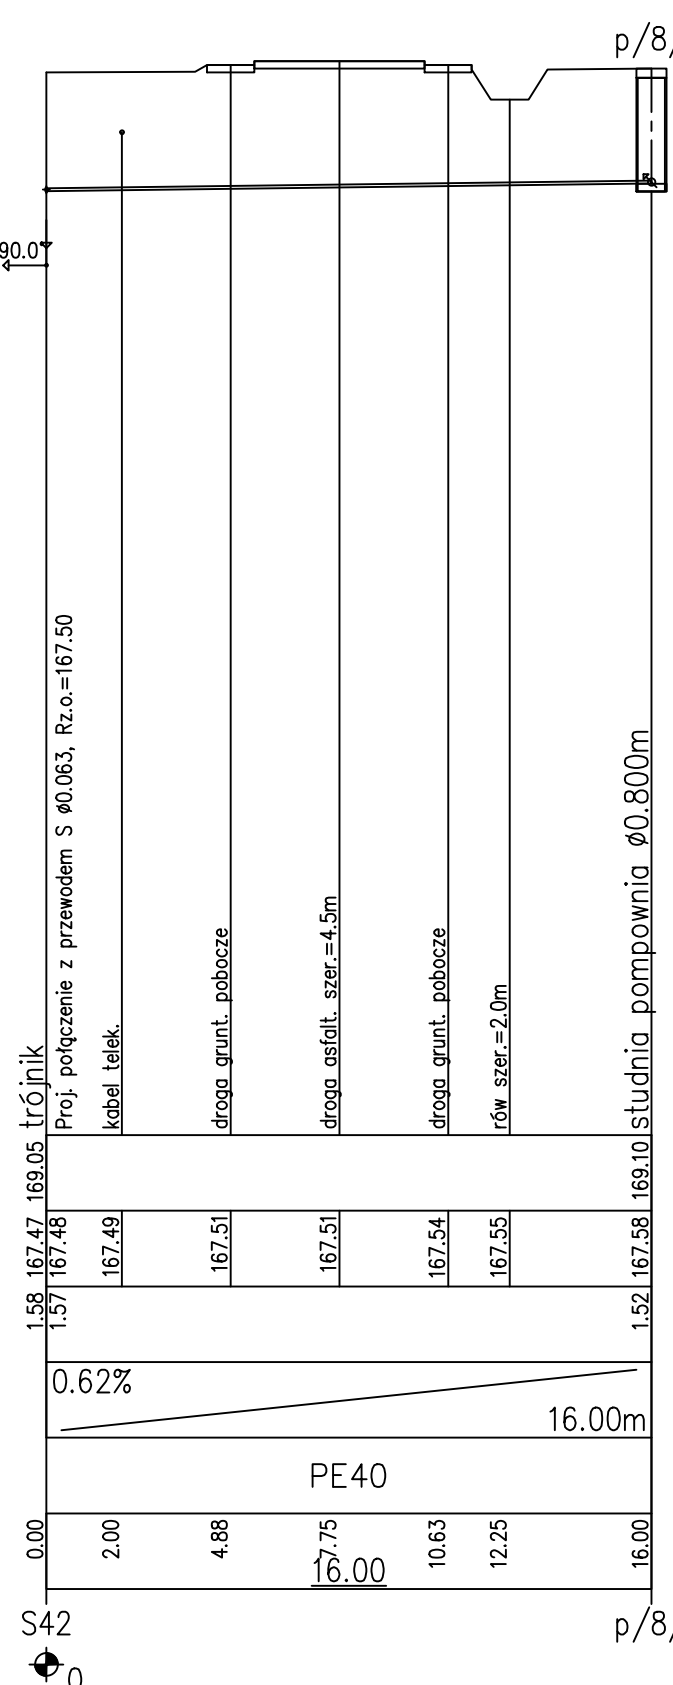 p/8/
90.0
trójnik
Proj. połączenie z przewodem S ø0.063, Rz.o.=167.50
kabel telek.
droga grunt. pobocze
droga asfalt. szer.=4.5m
droga grunt. pobocze
rów szer.=2.0m
studnia pompownia ø0.800m
169.05
169.10
167.47
167.48
167.49
167.51
167.51
167.54
167.55
167.58
1.58
1.57
1.52
0.62%
16.00m
PE40
0.00
2.00
4.88
7.75
10.63
12.25
16.00
16.00
S42
p/8/
0